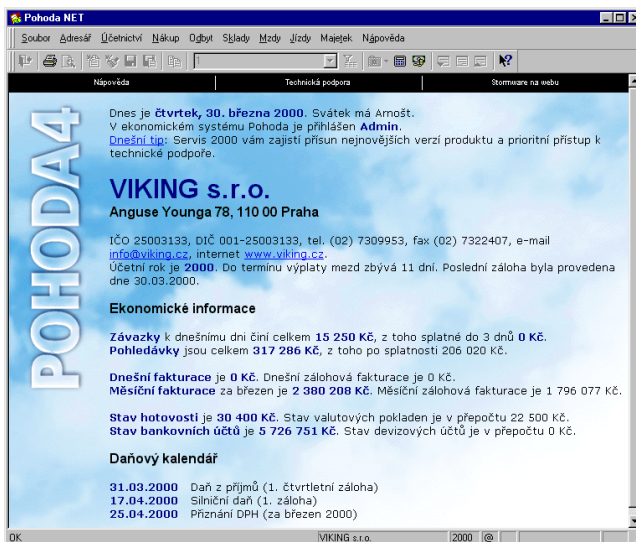 Pohoda NET
Soubor Adresář Účetnictví Nákup Odbyt Sklady Mzdy Jízdy Majetek Nápověda
1
Nápověda Technická podpora Stormware na webu
POHODA4
Dnes je čtvrtek, 30. března 2000. Svátek má Arnošt.
V ekonomickém systému Pohoda je přihlášen Admin.
Dnešní tip: Servis 2000 vám zajistí přísun nejnovějších verzí produktu a prioritní přístup k
technické podpoře.
VIKING s.r.o.
Anguse Younga 78, 110 00 Praha
IČO 25003133, DIČ 001-25003133, tel. (02) 7309953, fax (02) 7322407, e-mail
info@viking.cz, internet www.viking.cz.
Účetní rok je 2000. Do termínu výplaty mezd zbývá 11 dní. Poslední záloha byla provedena
dne 30.03.2000.
Ekonomické informace
Závazky k dnešnímu dni činí celkem 15 250 Kč, z toho splatné do 3 dnů 0 Kč.
Pohledávky jsou celkem 317 286 Kč, z toho po splatnosti 206 020 Kč.
Dnešní fakturace je 0 Kč. Dnešní zálohová fakturace je 0 Kč.
Měsíční fakturace za březen je 2 380 208 Kč. Měsíční zálohová fakturace je 1 796 077 Kč.
Stav hotovosti je 30 400 Kč. Stav valutových pokladen je v přepočtu 22 500 Kč.
Stav bankovních účtů je 5 726 751 Kč. Stav devizových účtů je v přepočtu 0 Kč.
Daňový kalendář
31.03.2000 Daň z příjmů (1. čtvrtletní záloha)
17.04.2000 Silniční daň (1. záloha)
25.04.2000 Přiznání DPH (za březen 2000)
OK VIKING s.r.o. 2000 @